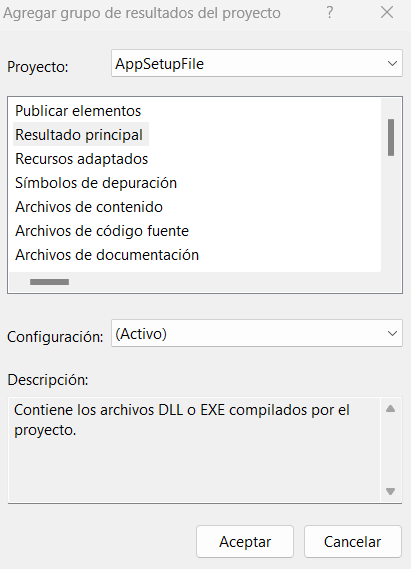 Agregar grupo de resultados del proyecto ?
Proyecto: AppSetupFile
Publicar elementos
Resultado principal
Recursos adaptados
Símbolos de depuración
Archivos de contenido
Archivos de código fuente
Archivos de documentación
Configuración: (Activo)
Descripción:
Contiene los archivos DLL o EXE compilados por el
proyecto.
Aceptar Cancelar